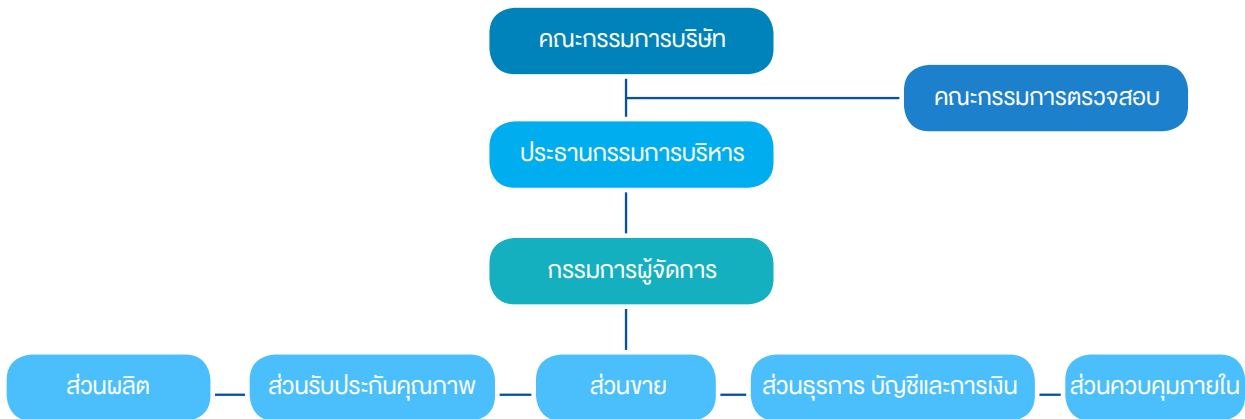 คณะกรรมการบริษัท
คณะกรรมการตรวจสอบ
ประธานกรรมการบริหาร
กรรมการผู้จัดการ
ส่วนผลิต
ส่วนรับประกันคุณภาพ
ส่วนขาย
ส่วนธุรการ บัญชีและการเงิน
ส่วนควบคุมภายใน